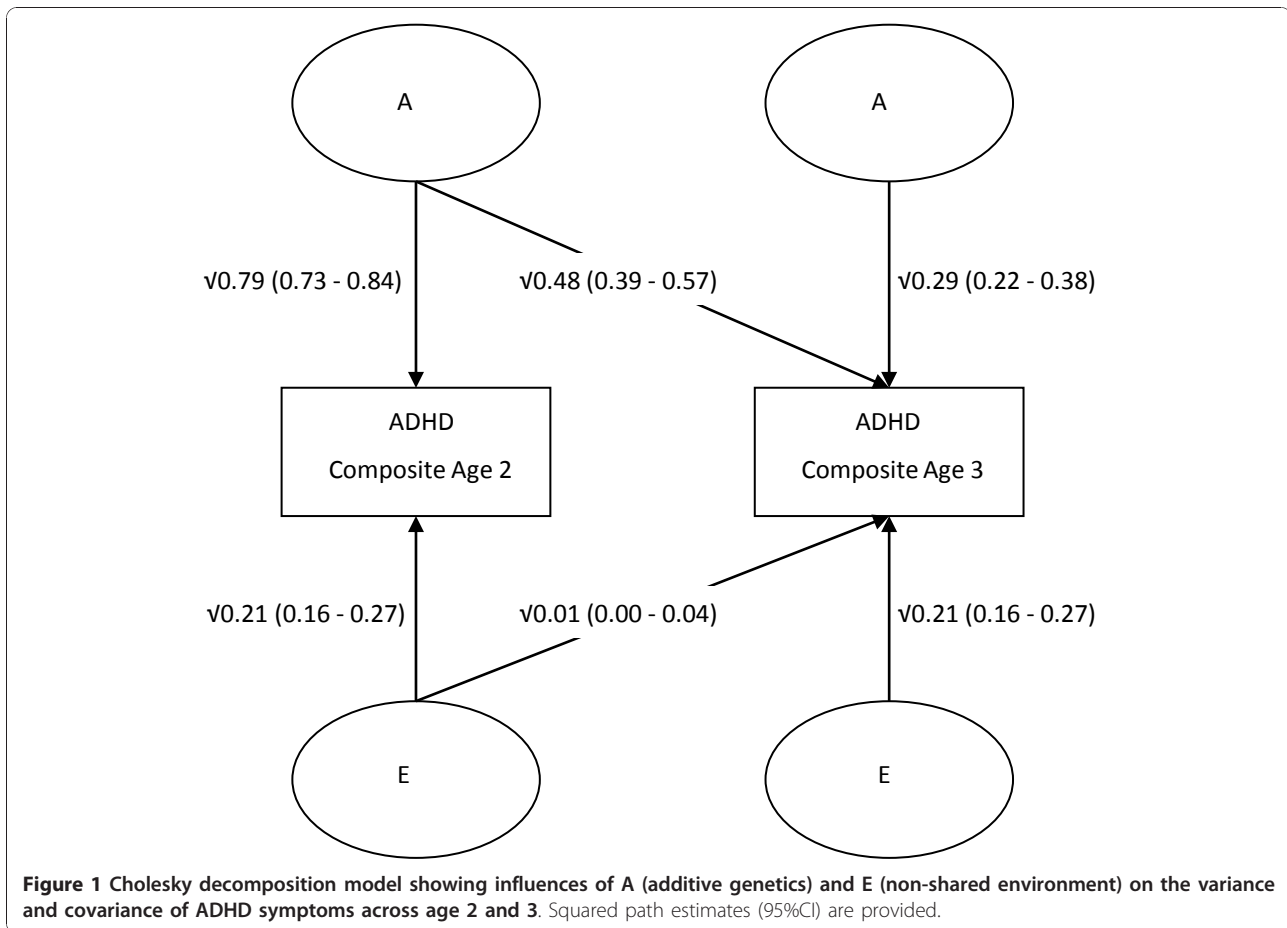 A
A
√0.79 (0.73 - 0.84)
√0.48 (0.39 - 0.57)
√0.29 (0.22 - 0.38)
ADHD
Composite Age 2
ADHD
Composite Age 3
√0.21 (0.16 - 0.27)
√0.01 (0.00 - 0.04)
√0.21 (0.16 - 0.27)
E
E
Figure 1 Cholesky decomposition model showing influences of A (additive genetics) and E (non-shared environment) on the variance
and covariance of ADHD symptoms across age 2 and 3. Squared path estimates (95%CI) are provided.